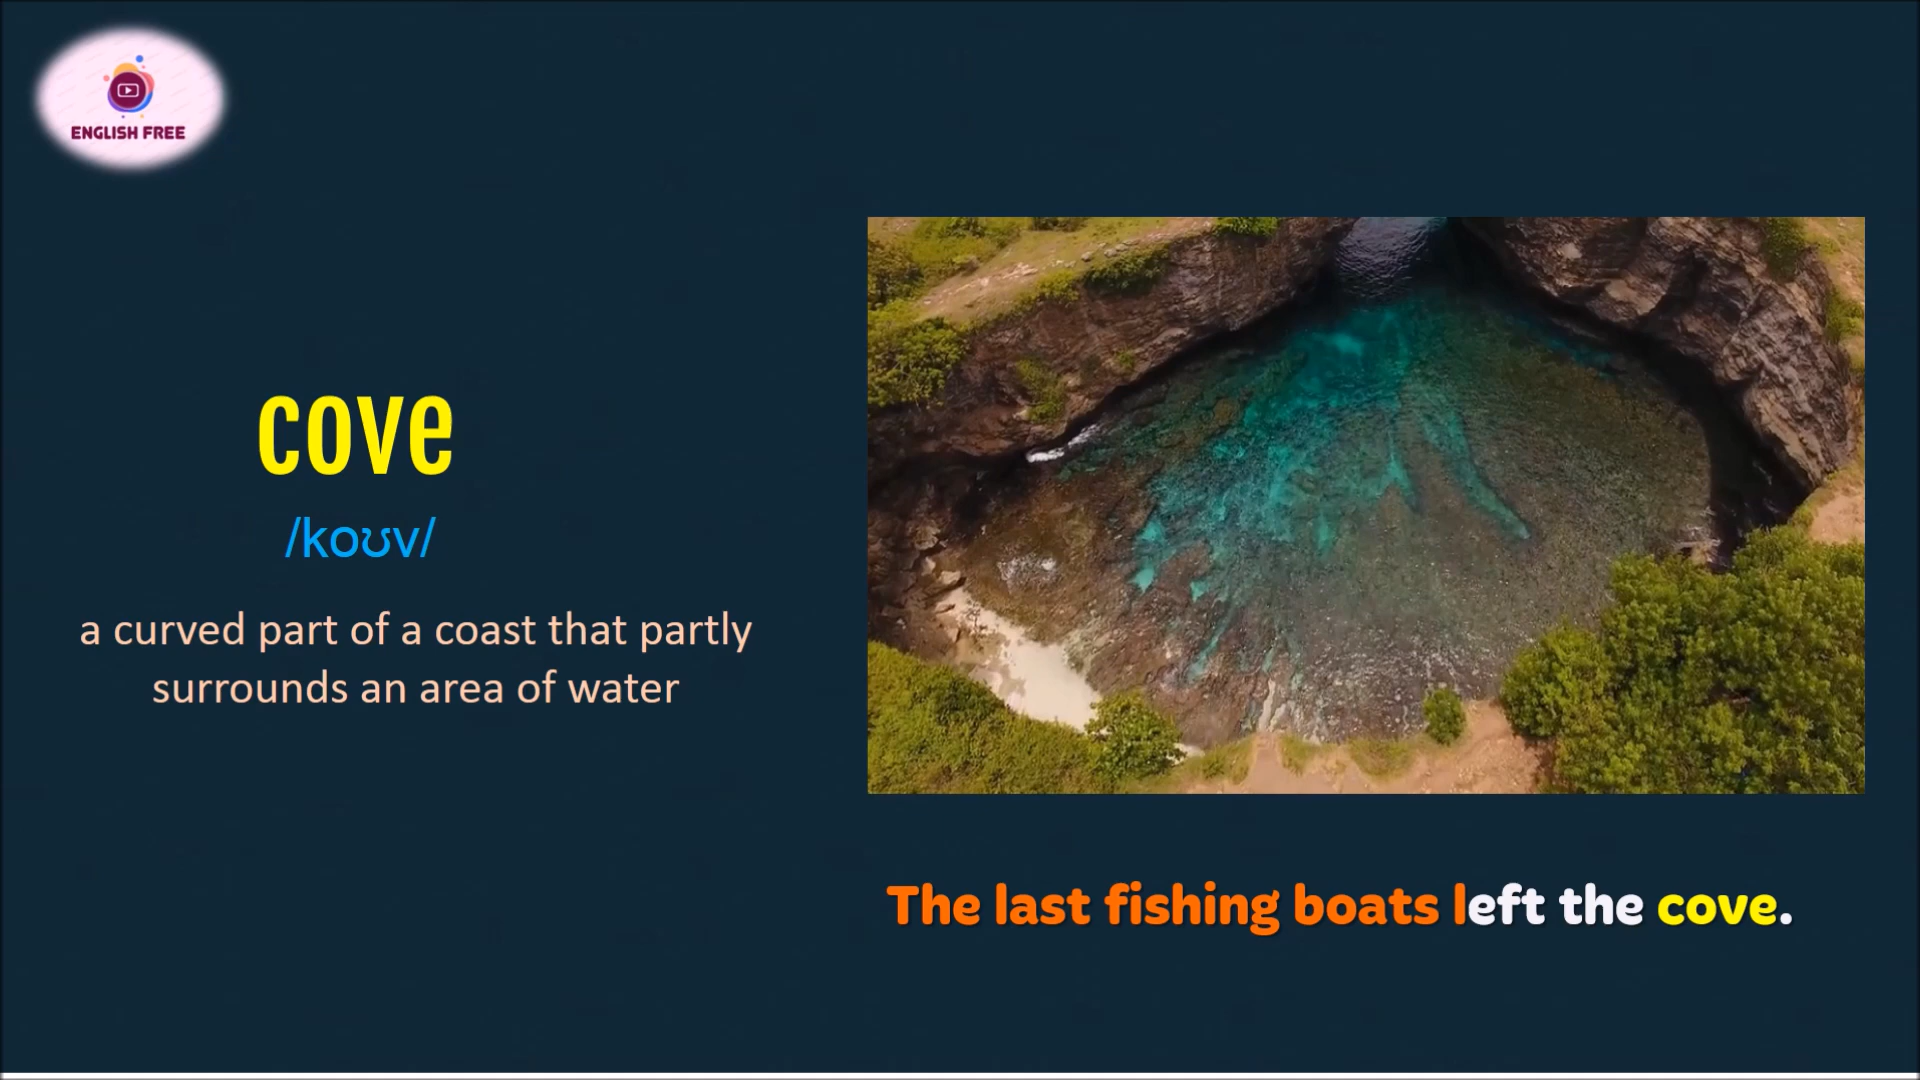 ENGLISH FREE
cove
/koʊv/
a curved part of a coast that partly
surrounds an area of water
The last fishing boats left the cove.